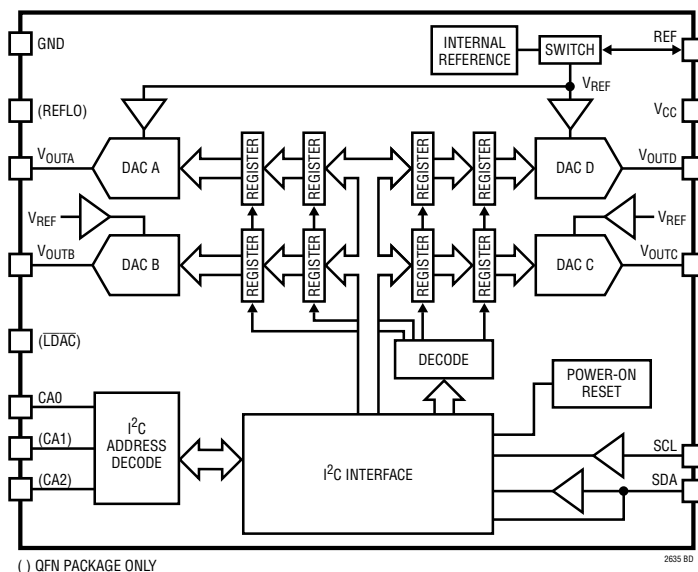 GND
INTERNAL
REFERENCE
SWITCH
REF
(REFLO)
VREF
VCC
VOUTA
DAC A
REGISTER
REGISTER
REGISTER
REGISTER
DAC D
VOUTD
VREF
VREF
VOUTB
DAC B
REGISTER
REGISTER
REGISTER
REGISTER
DAC C
VOUTC
(LDAC)
DECODE
POWER-ON
RESET
CA0
(CA1)
(CA2)
I2C
ADDRESS
DECODE
I2C INTERFACE
SCL
SDA
( ) QFN PACKAGE ONLY
2635 BD